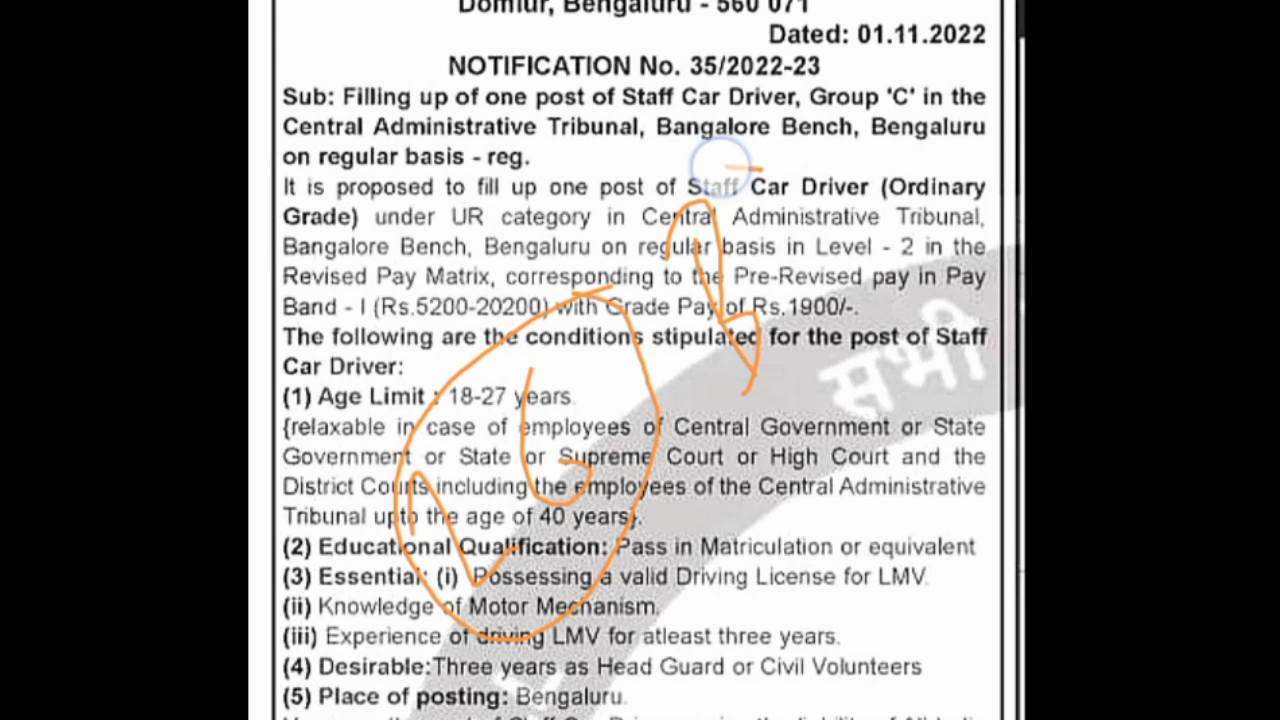 Domlur, Bengaluru - 560 071
Dated: 01.11.2022
NOTIFICATION No. 35/2022-23
Sub: Filling up of one post of Staff Car Driver, Group 'C' in the
Central Administrative Tribunal, Bangalore Bench, Bengaluru
on regular basis - reg.
It is proposed to fill up one post of Staff Car Driver (Ordinary
Grade) under UR category in Central Administrative Tribunal,
Bangalore Bench, Bengaluru on regular basis in Level - 2 in the
Revised Pay Matrix, corresponding to the Pre-Revised pay in Pay
Band - I (Rs.5200-20200) with Grade Pay of Rs.1900/-.
The following are the conditions stipulated for the post of Staff
Car Driver:
(1) Age Limit : 18-27 years.
{relaxable in case of employees of Central Government or State
Government or State or Supreme Court or High Court and the
District Courts including the employees of the Central Administrative
Tribunal upto the age of 40 years}.
(2) Educational Qualification: Pass in Matriculation or equivalent
(3) Essential: (i) Possessing a valid Driving License for LMV.
(ii) Knowledge of Motor Mechanism.
(iii) Experience of driving LMV for atleast three years.
(4) Desirable:Three years as Head Guard or Civil Volunteers
(5) Place of posting: Bengaluru.
सभी